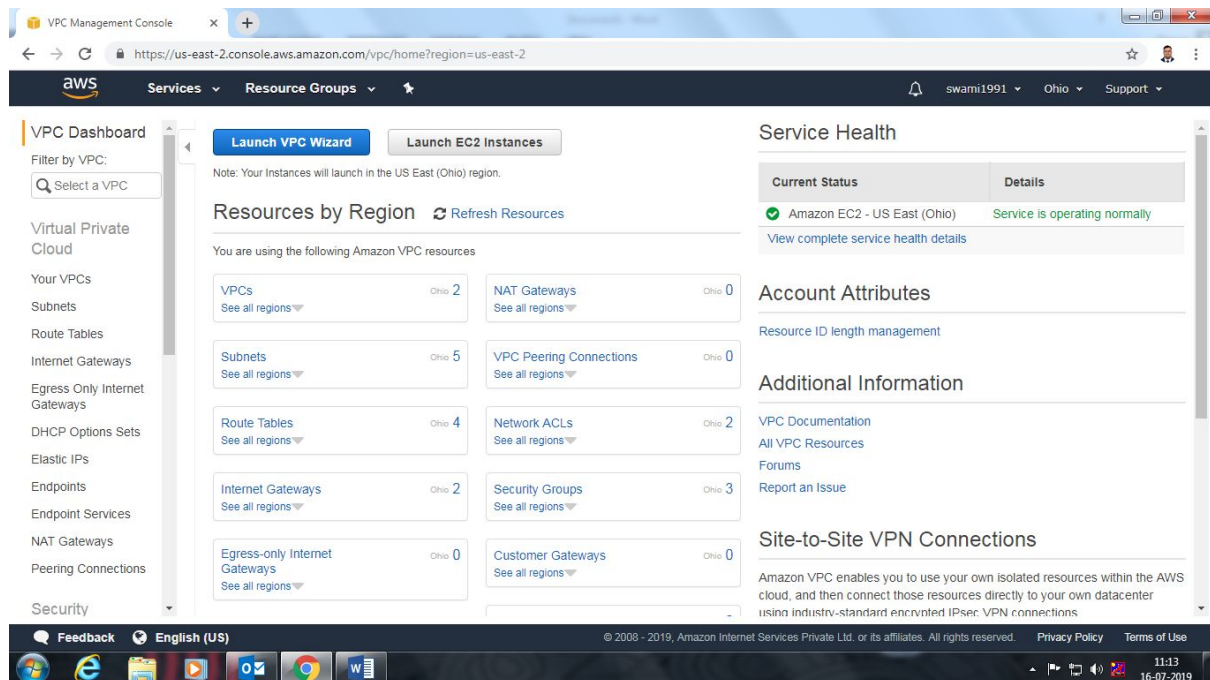 VPC Management Console
https://us-east-2.console.aws.amazon.com/vpc/home?region=us-east-2
aws Services Resource Groups swami1991 Ohio Support
VPC Dashboard
Filter by VPC:
Select a VPC
Virtual Private
Cloud
Your VPCs
Subnets
Route Tables
Internet Gateways
Egress Only Internet
Gateways
DHCP Options Sets
Elastic IPs
Endpoints
Endpoint Services
NAT Gateways
Peering Connections
Security
Launch VPC Wizard Launch EC2 Instances
Note: Your Instances will launch in the US East (Ohio) region.
Resources by Region Refresh Resources
You are using the following Amazon VPC resources
VPCs Ohio 2
See all regions
NAT Gateways Ohio 0
See all regions
Subnets Ohio 5
See all regions
VPC Peering Connections Ohio 0
See all regions
Route Tables Ohio 4
See all regions
Network ACLs Ohio 2
See all regions
Internet Gateways Ohio 2
See all regions
Security Groups Ohio 3
See all regions
Egress-only Internet Ohio 0
Gateways
See all regions
Customer Gateways Ohio 0
See all regions
Service Health
Current Status Details
Amazon EC2 - US East (Ohio) Service is operating normally
View complete service health details
Account Attributes
Resource ID length management
Additional Information
VPC Documentation
All VPC Resources
Forums
Report an Issue
Site-to-Site VPN Connections
Amazon VPC enables you to use your own isolated resources within the AWS
cloud, and then connect those resources directly to your own datacenter
using industry-standard encrypted IPsec VPN connections
Feedback English (US) © 2008 - 2019, Amazon Internet Services Private Ltd. or its affiliates. All rights reserved. Privacy Policy Terms of Use
11:13
16-07-2019